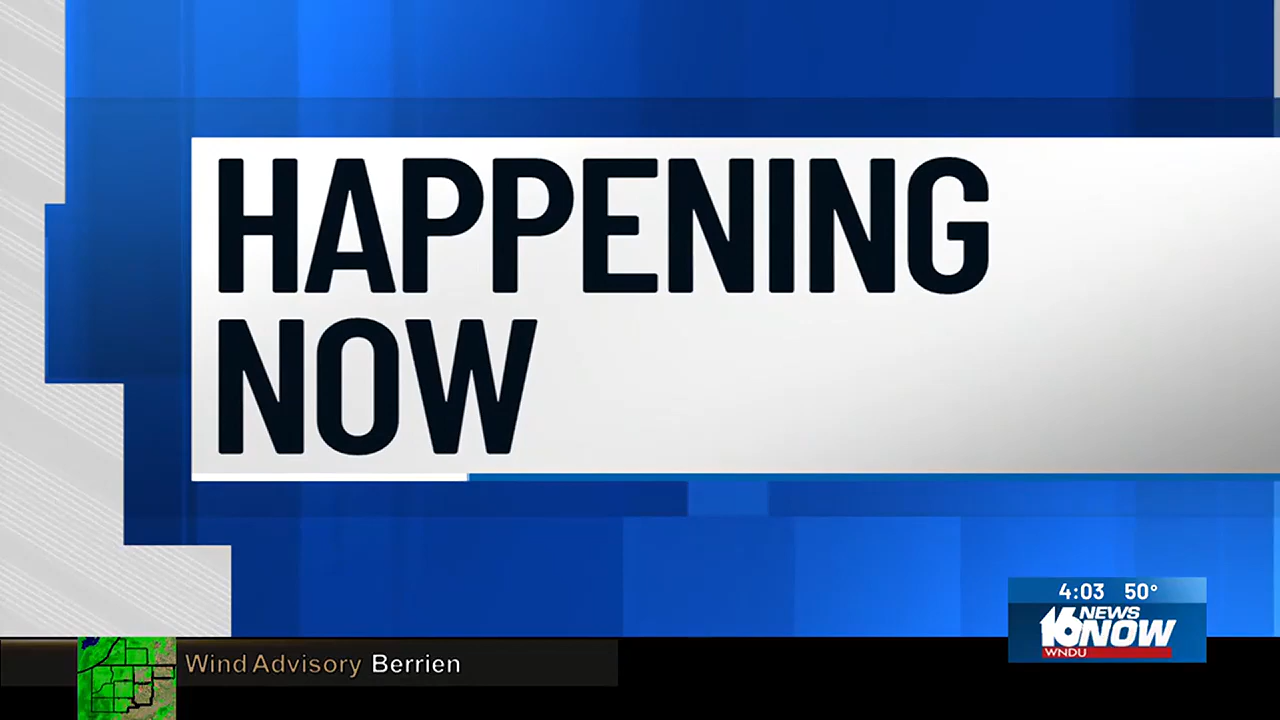 HAPPENING
NOW
4:03 50°
16 NEWS
NOW
WNDU
Wind Advisory Berrien